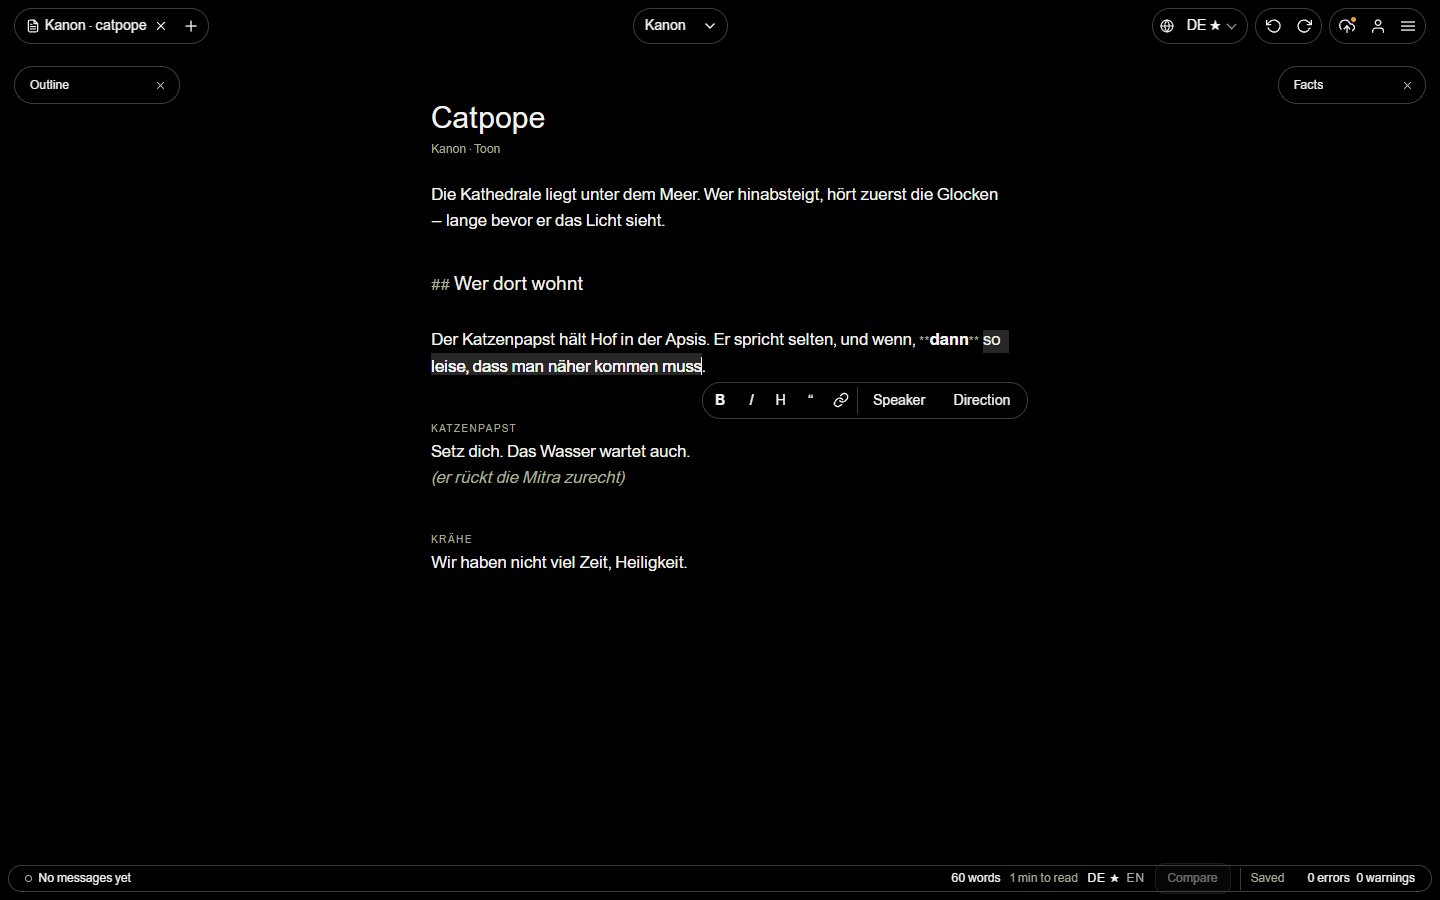 Kanon · catpope
Kanon
DE ★
Outline
Facts
Catpope
Kanon · Toon
Die Kathedrale liegt unter dem Meer. Wer hinabsteigt, hört zuerst die Glocken
– lange bevor er das Licht sieht.
## Wer dort wohnt
Der Katzenpapst hält Hof in der Apsis. Er spricht selten, und wenn, **dann** so
leise, dass man näher kommen muss.
B I H “ Speaker Direction
KATZENPAPST
Setz dich. Das Wasser wartet auch.
(er rückt die Mitra zurecht)
KRÄHE
Wir haben nicht viel Zeit, Heiligkeit.
No messages yet
60 words 1 min to read DE ★ EN Compare Saved 0 errors 0 warnings